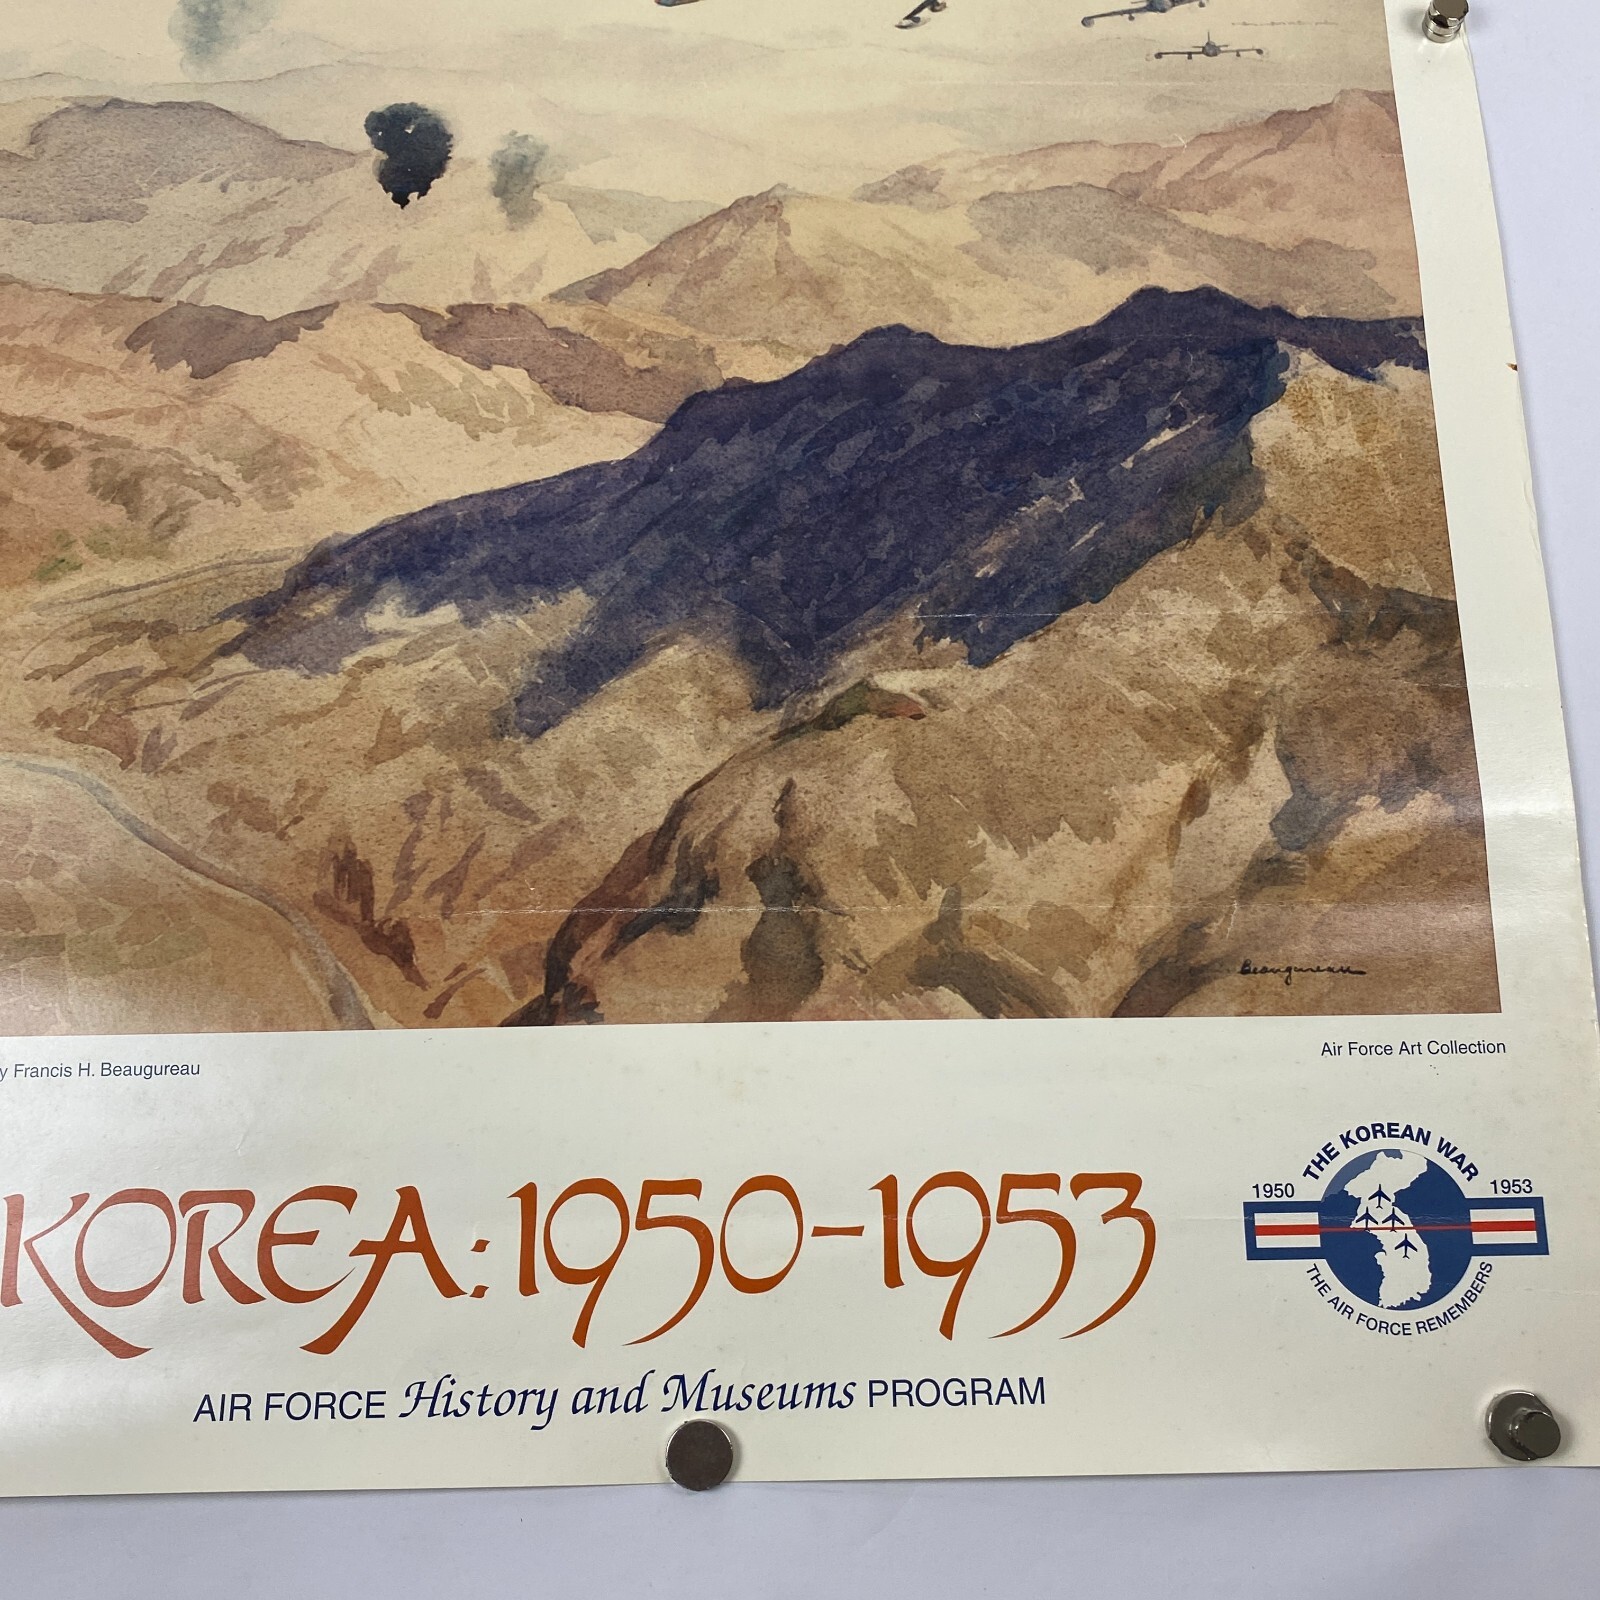 Beaugureau
y Francis H. Beaugureau
Air Force Art Collection
KOREA: 1950-1953
AIR FORCE History and Museums PROGRAM
THE KOREAN WAR
1950
1953
THE AIR FORCE REMEMBERS